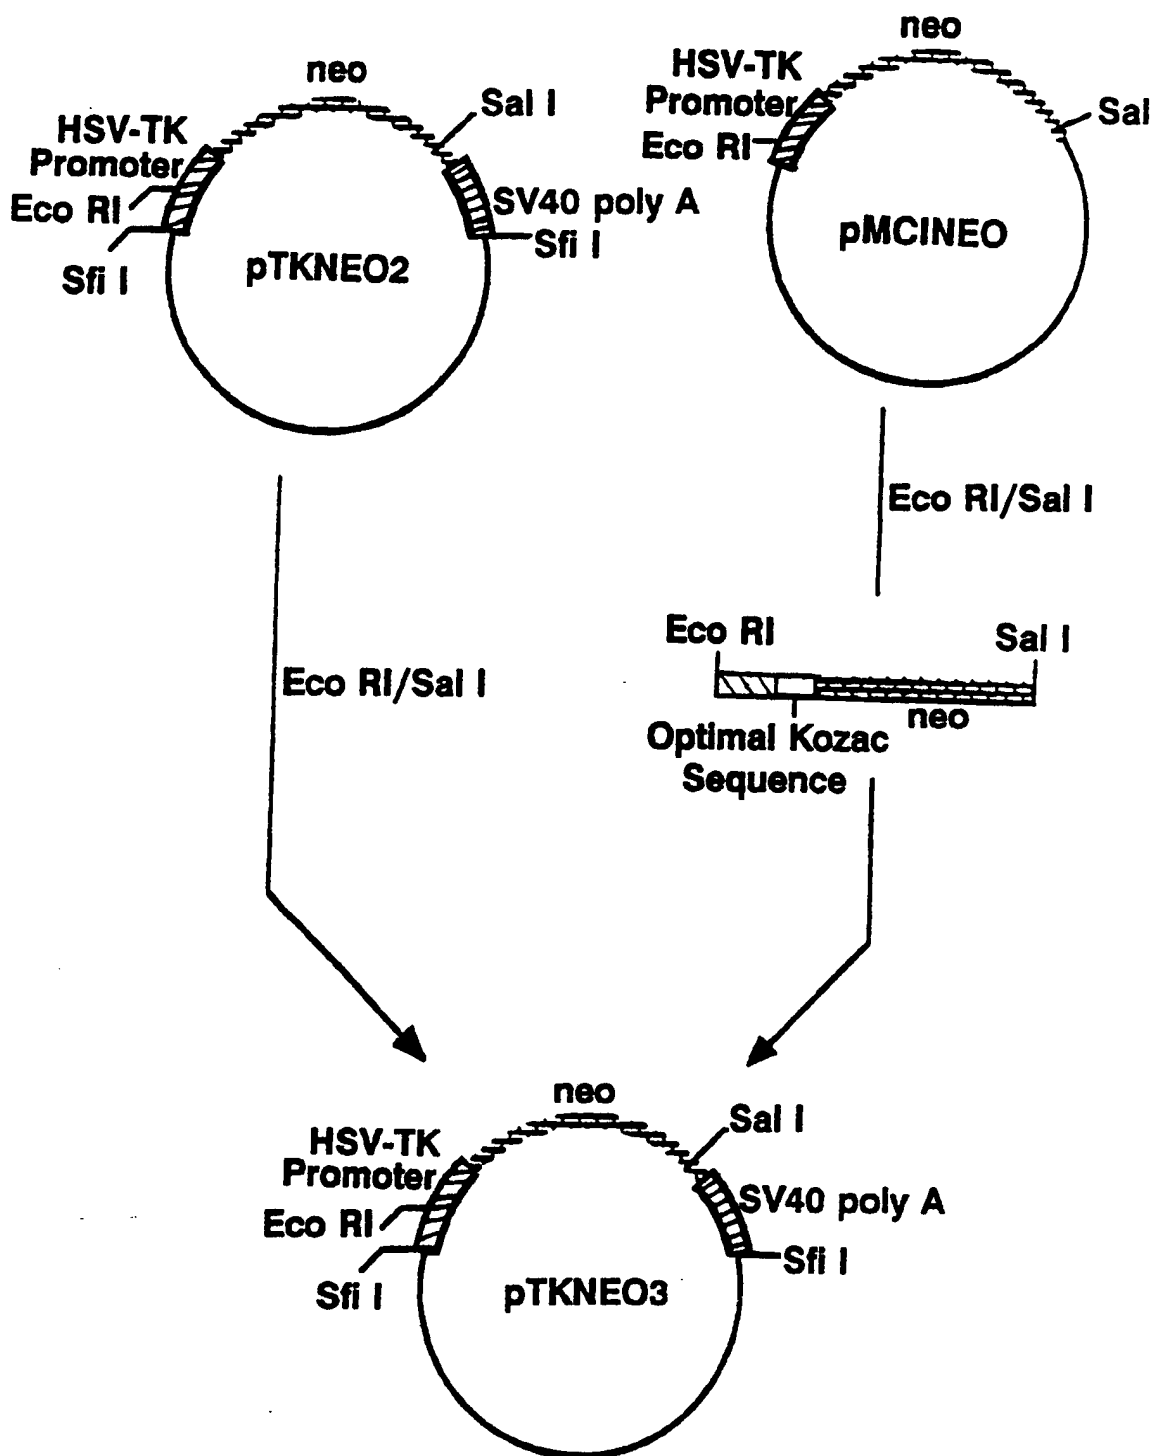 neo
HSV-TK
Promoter
Eco RI
Sfi I
Sal I
SV40 poly A
Sfi I
pTKNEO2
neo
HSV-TK
Promoter
Eco RI
Sal
pMCINEO
Eco RI/Sal I
Eco RI/Sal I
Eco RI
Sal I
neo
Optimal Kozac
Sequence
neo
HSV-TK
Promoter
Eco RI
Sfi I
Sal I
SV40 poly A
Sfi I
pTKNEO3